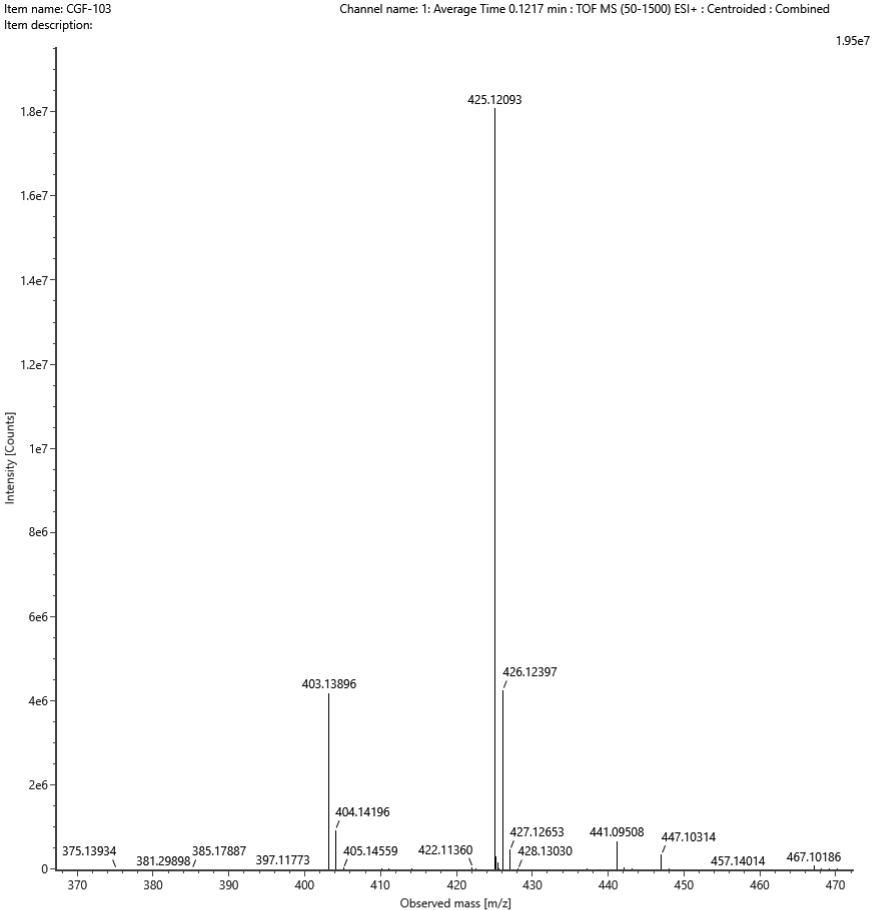 Item name: CGF-103
Channel name: 1: Average Time 0.1217 min : TOF MS (50-1500) ESI+ : Centroided : Combined
Item description:
1.95e7
425.12093
1.8e7
1.6e7
1.4e7
1.2e7
1e7
8e6
6e6
4e6
2e6
0
Intensity [Counts]
403.13896
426.12397
404.14196
375.13934
381.29898
385.17887
397.11773
405.14559
422.11360
427.12653
428.13030
441.09508
447.10314
457.14014
467.10186
370
380
390
400
410
420
430
440
450
460
470
Observed mass [m/z]